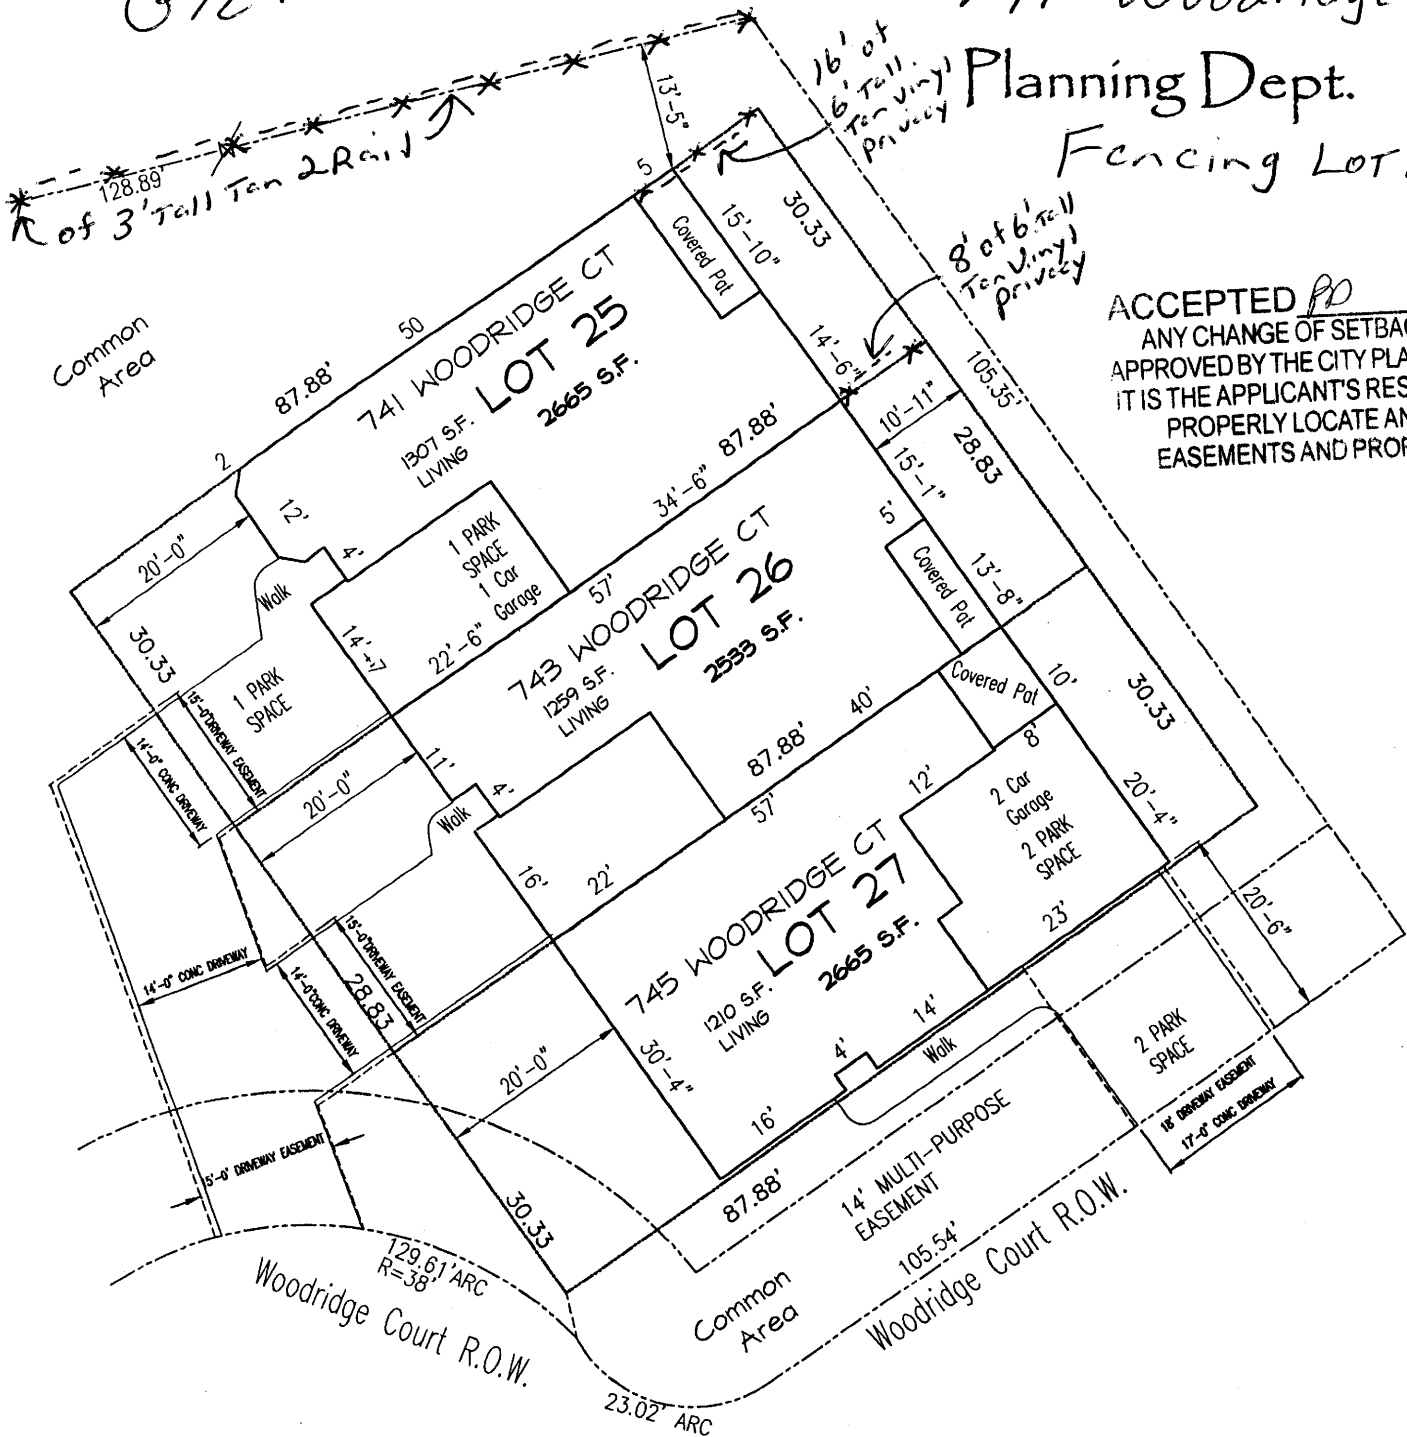 Woodridge
Planning Dept.
Fencing LOT
16' of
6' Tall
Tan Vinyl
privacy
8' of 6' Tall
Tan Vinyl
privacy
ACCEPTED PD
ANY CHANGE OF SETBAC
APPROVED BY THE CITY PLA
IT IS THE APPLICANT'S RES
PROPERLY LOCATE AN
EASEMENTS AND PROP
128.89'
of 3' Tall Tan 2 Rail
13'-5"
5
Covered Pat
15'-10"
30.33
Common
Area
50
87.88'
741 WOODRIDGE CT
LOT 25
1307 S.F.
LIVING
2665 S.F.
14'-6"
105.35'
10'-11"
28.83
15'-1"
2
20'-0"
12'
4'
Walk
1 PARK
SPACE
1 Car
Garage
34'-6"
87.88'
5'
Covered Pat
13'-8"
30.33
1 PARK
SPACE
14'
22'-6"
57'
743 WOODRIDGE CT
LOT 26
1259 S.F.
LIVING
2533 S.F.
15'-0" DRIVEWAY EASEMENT
14'-0" CONC DRIVEWAY
20'-0"
11'
4'
Walk
87.88'
40'
Covered Pat
10'
30.33
8'
12'
2 Car
Garage
2 PARK
SPACE
20'-4"
16'
22'
57'
745 WOODRIDGE CT
LOT 27
1210 S.F.
LIVING
2665 S.F.
23'
20'-6"
14'-0" CONC DRIVEWAY
14'-0" CONC DRIVEWAY
15'-0" DRIVEWAY EASEMENT
28.83
20'-0"
30'-4"
16'
4'
14'
Walk
2 PARK
SPACE
18' DRIVEWAY EASEMENT
17'-0" CONC DRIVEWAY
5'-0" DRIVEWAY EASEMENT
30.33
87.88'
14' MULTI-PURPOSE
EASEMENT
105.54'
Woodridge Court R.O.W.
129.61' ARC
R=38'
Woodridge Court R.O.W.
Common
Area
23.02' ARC